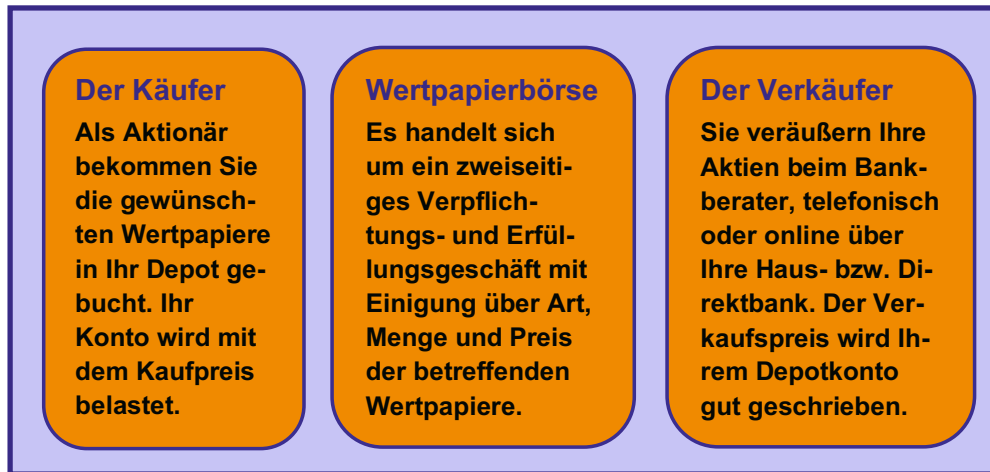 Der Käufer
Als Aktionär
bekommen Sie
die gewünsch-
ten Wertpapiere
in Ihr Depot ge-
bucht. Ihr
Konto wird mit
dem Kaufpreis
belastet.
Wertpapierbörse
Es handelt sich
um ein zweiseiti-
ges Verpflich-
tungs- und Erfül-
lungsgeschäft mit
Einigung über Art,
Menge und Preis
der betreffenden
Wertpapiere.
Der Verkäufer
Sie veräußern Ihre
Aktien beim Bank-
berater, telefonisch
oder online über
Ihre Haus- bzw. Di-
rektbank. Der Ver-
kaufspreis wird Ih-
rem Depotkonto
gut geschrieben.